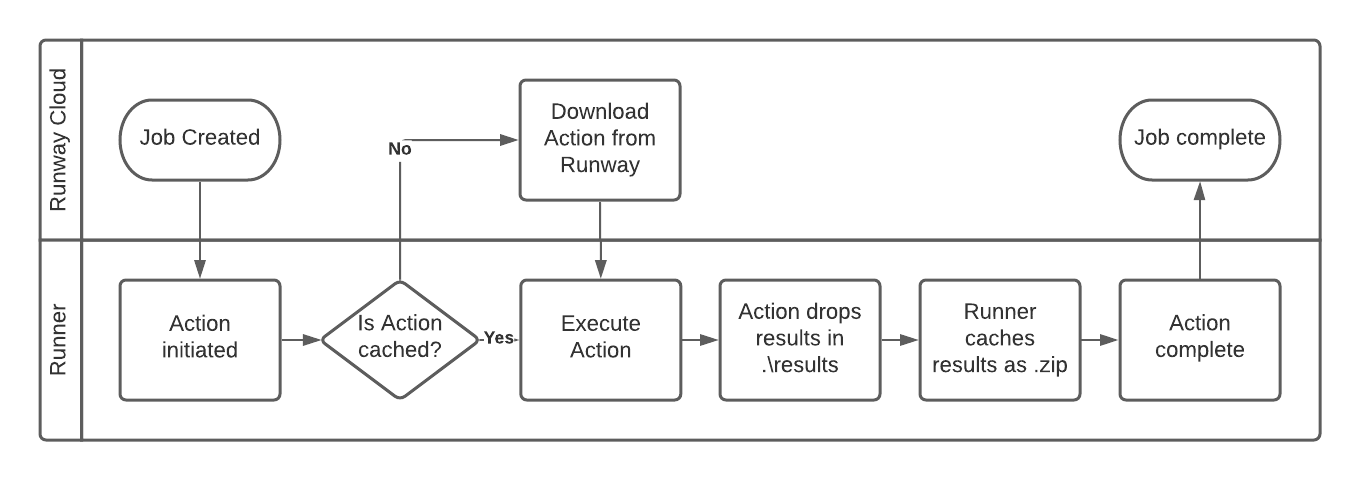 Runway Cloud
Job Created
No
Download
Action from
Runway
Job complete
Runner
Action
initiated
Is Action
cached?
Yes
Execute
Action
Action drops
results in
.\results
Runner
caches
results as .zip
Action
complete